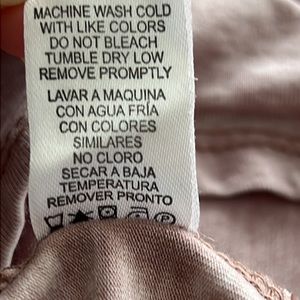 MACHINE WASH COLD
WITH LIKE COLORS
DO NOT BLEACH
TUMBLE DRY LOW
REMOVE PROMPTLY
LAVAR A MAQUINA
CON AGUA FRÍA
CON COLORES
SIMILARES
NO CLORO
SECAR A BAJA
TEMPERATURA
REMOVER PRONTO